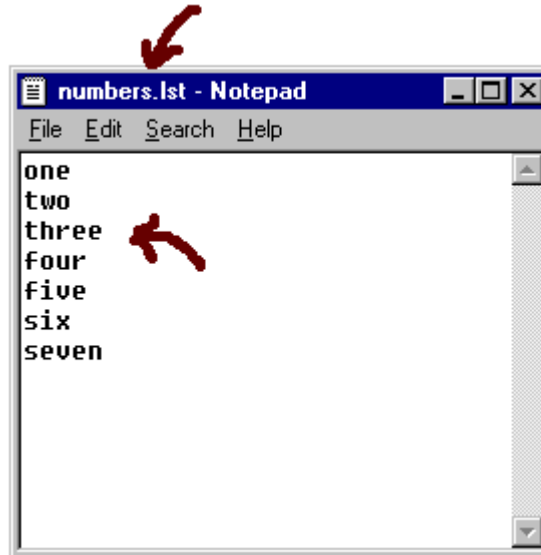 numbers.lst - Notepad
File Edit Search Help
one
two
three
four
five
six
seven